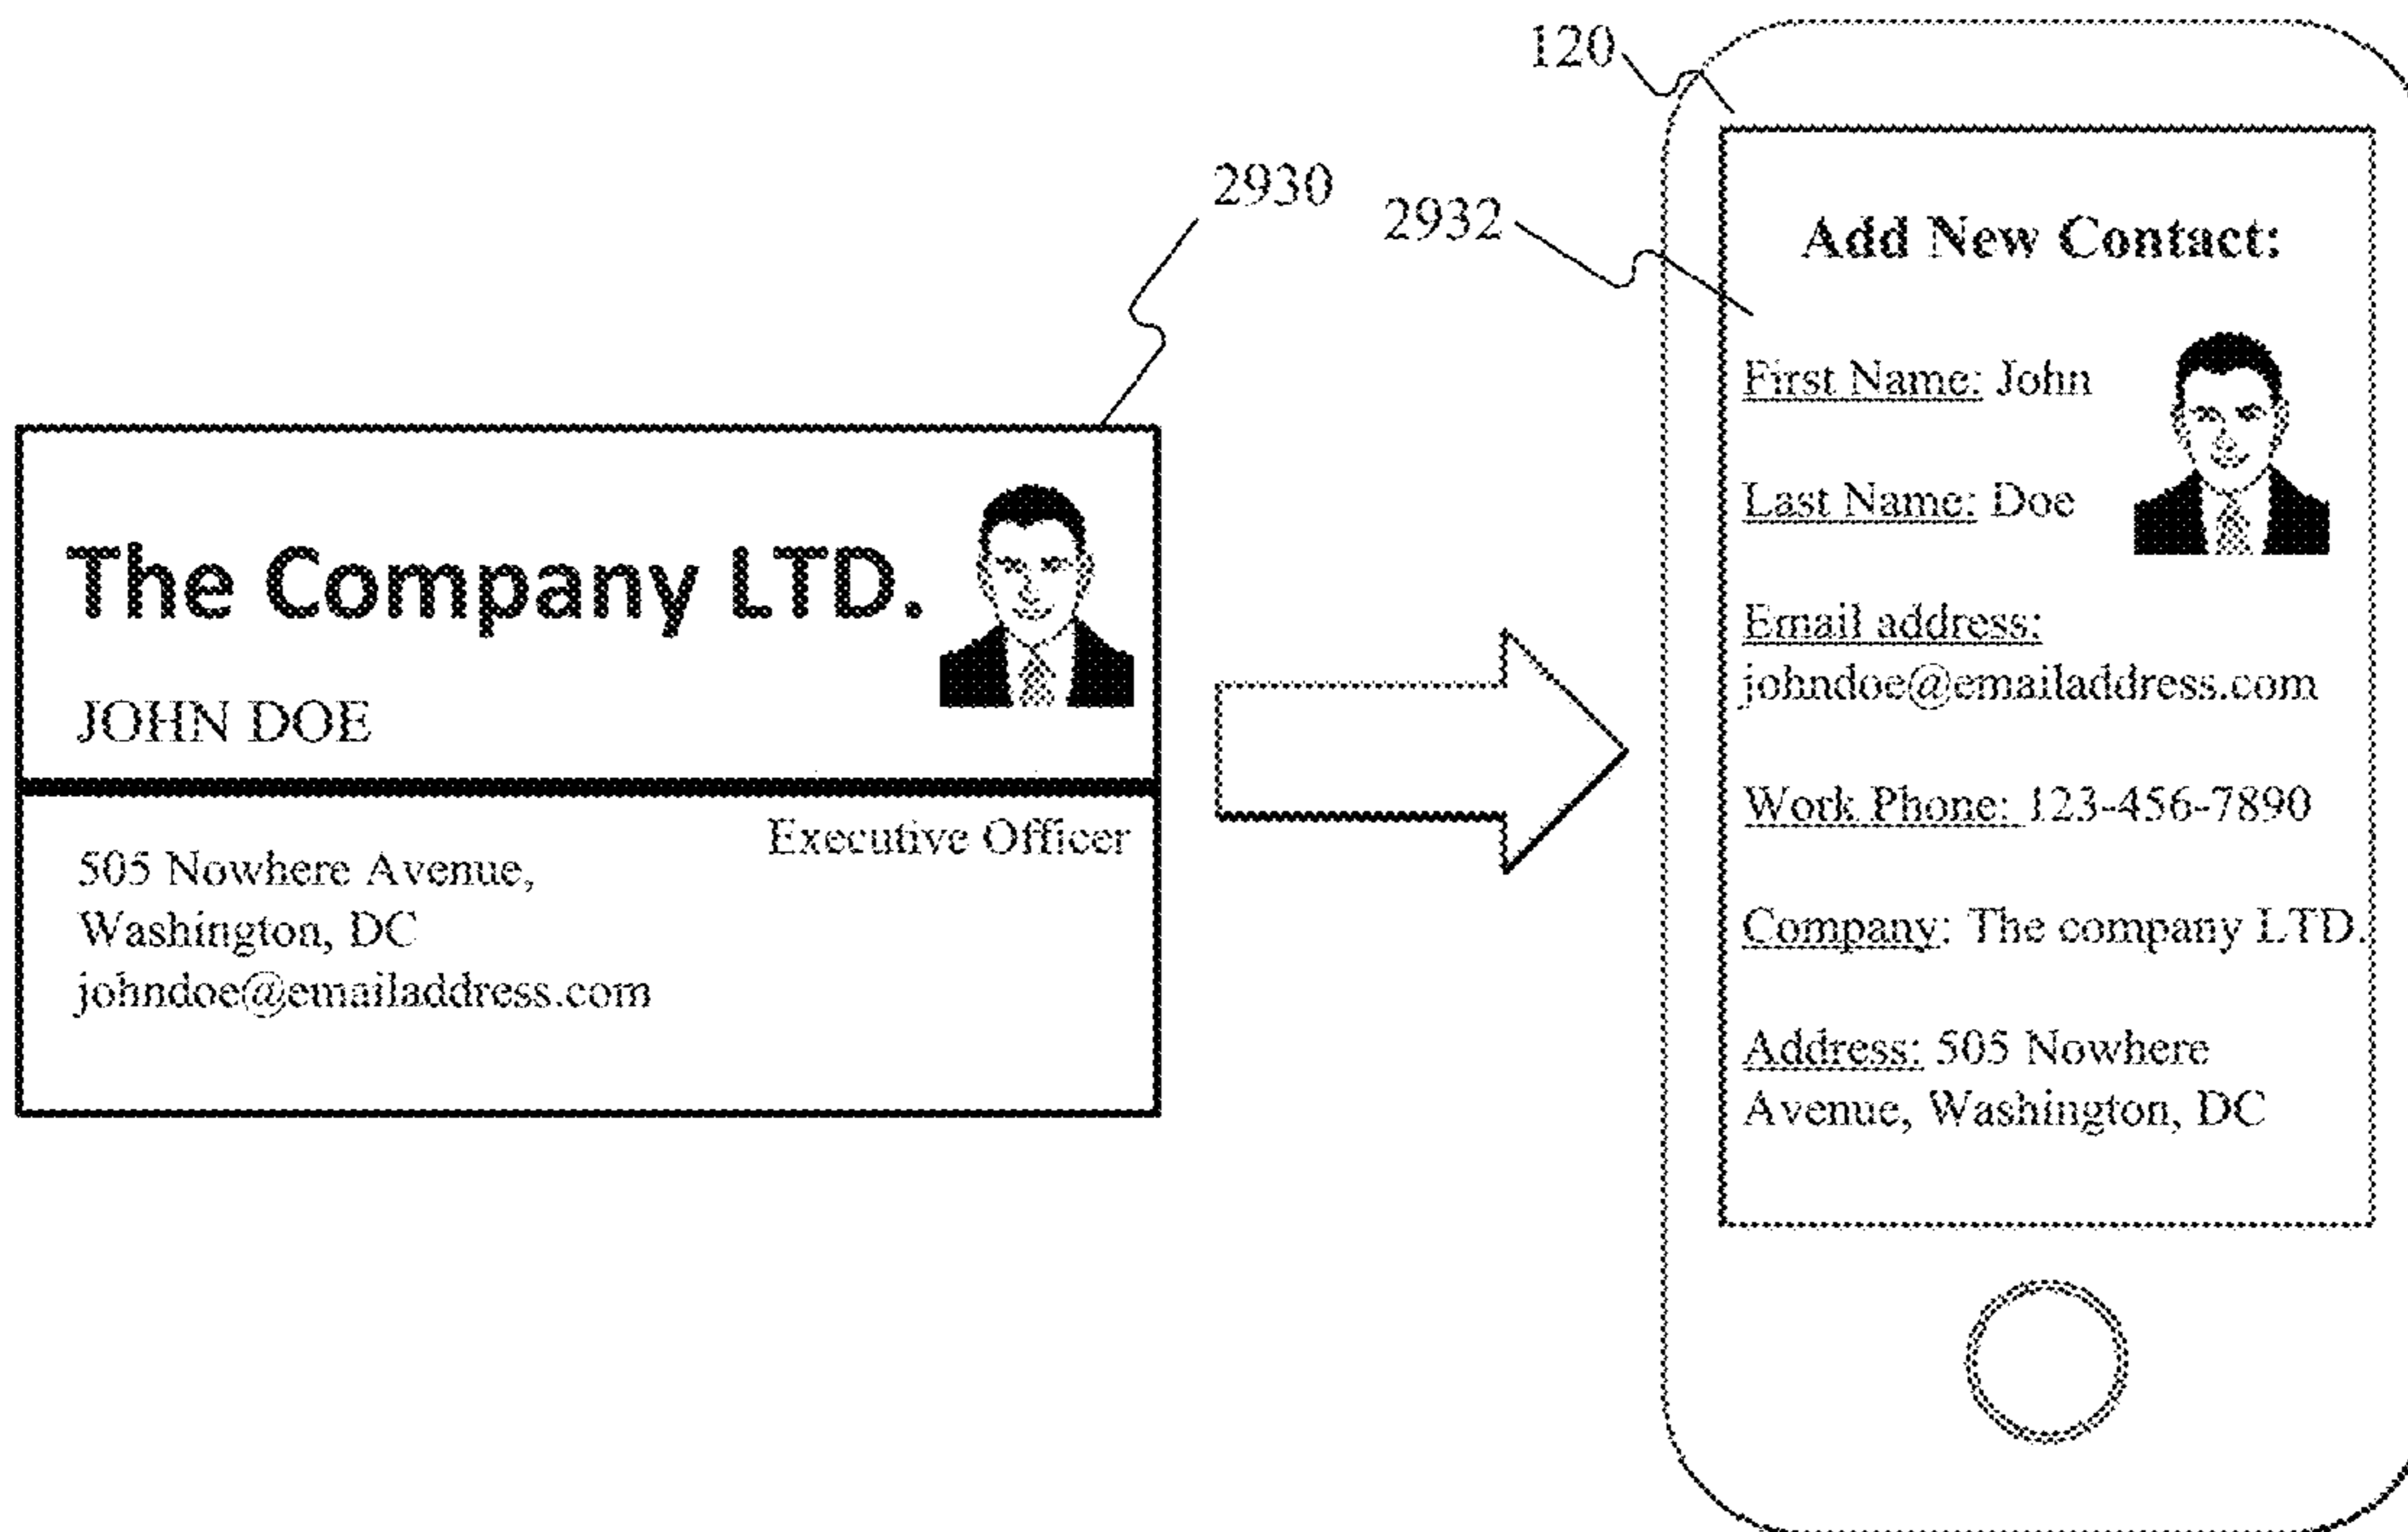 120
2930
2932
The Company LTD.
JOHN DOE
Executive Officer
505 Nowhere Avenue,
Washington, DC
johndoe@emailaddress.com
Add New Contact:
First Name: John
Last Name: Doe
Email address:
johndoe@emailaddress.com
Work Phone: 123-456-7890
Company: The company LTD.
Address: 505 Nowhere
Avenue, Washington, DC